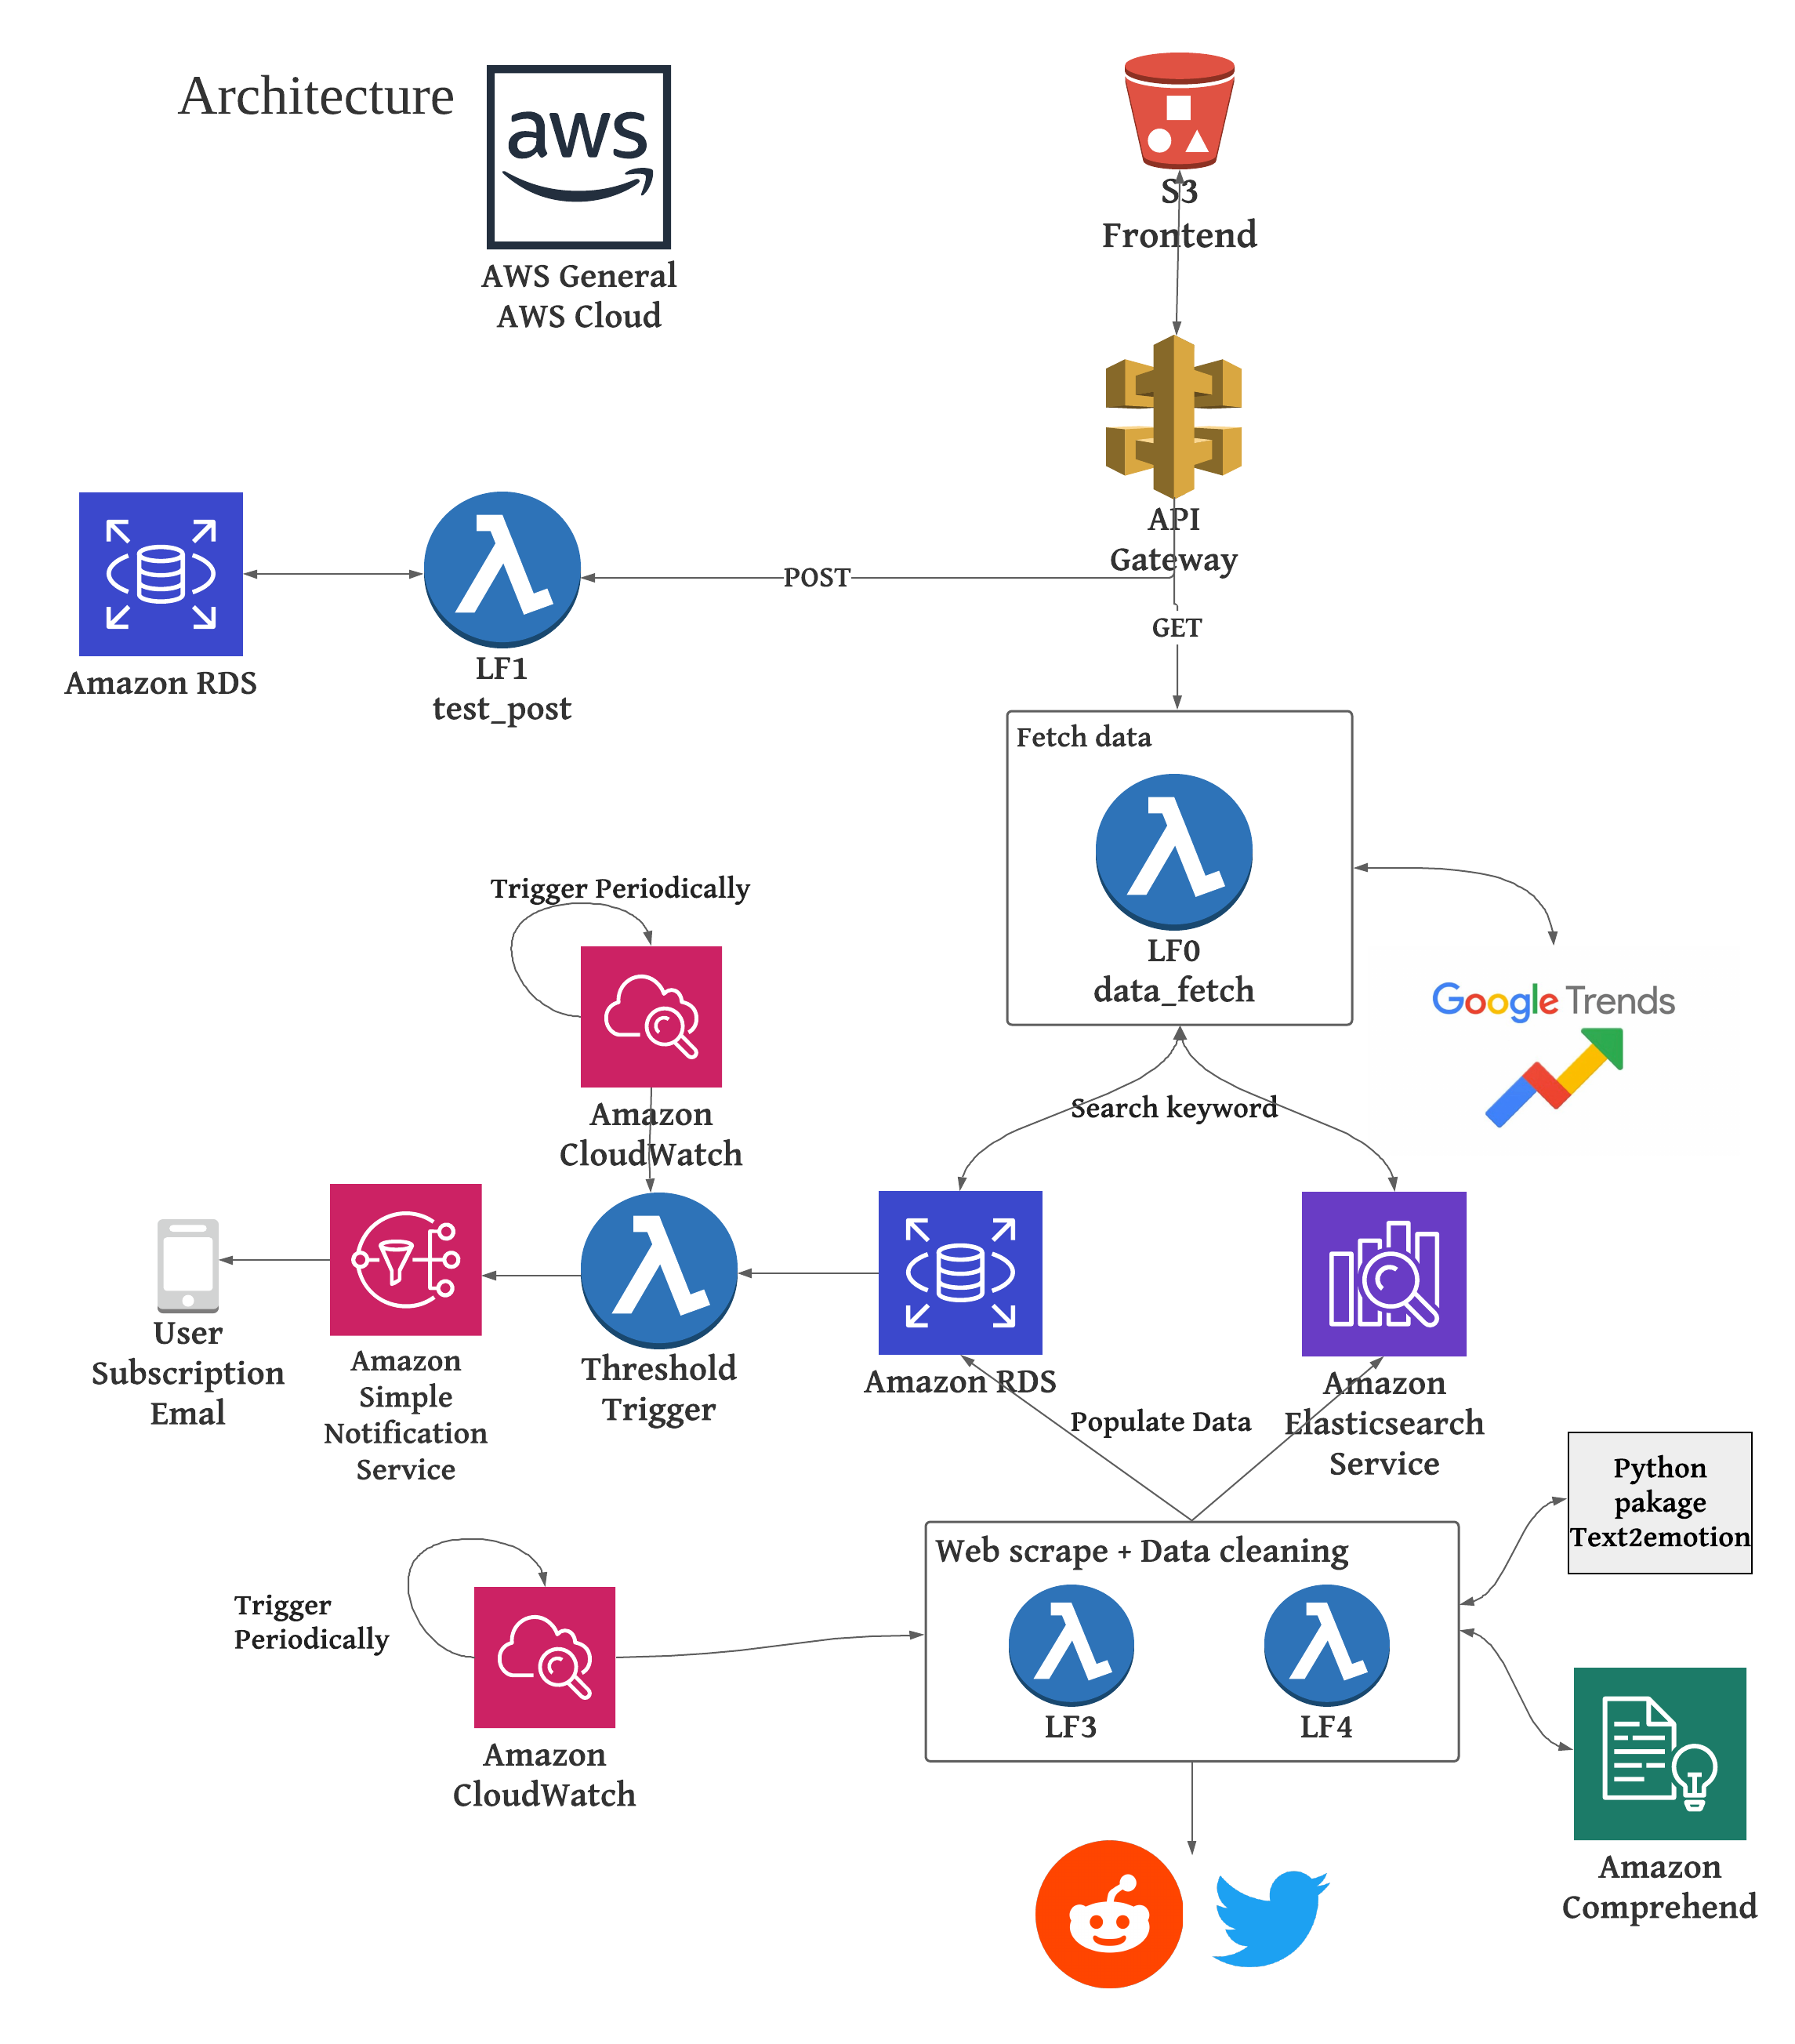 Architecture
aws
AWS General
AWS Cloud
S3
Frontend
API
Gateway
POST
GET
Amazon RDS
LF1
test_post
Fetch data
LF0
data_fetch
Trigger Periodically
Amazon
CloudWatch
Google Trends
Search keyword
User
Subscription
Emal
Amazon
Simple
Notification
Service
Threshold
Trigger
Amazon RDS
Amazon
Elasticsearch
Service
Populate Data
Python
pakage
Text2emotion
Web scrape + Data cleaning
LF3
LF4
Trigger
Periodically
Amazon
CloudWatch
Amazon
Comprehend